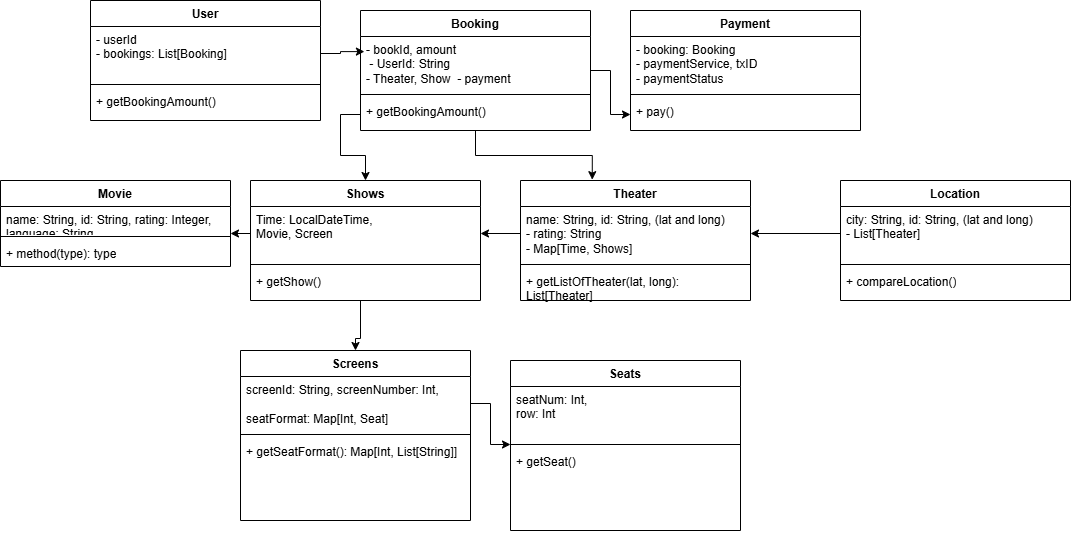 User
- userId
- bookings: List[Booking]
+ getBookingAmount()
Booking
- bookId, amount
- UserId: String
- Theater, Show - payment
+ getBookingAmount()
Payment
- booking: Booking
- paymentService, txID
- paymentStatus
+ pay()
Movie
name: String, id: String, rating: Integer,
language: String
+ method(type): type
Shows
Time: LocalDateTime,
Movie, Screen
+ getShow()
Theater
name: String, id: String, (lat and long)
- rating: String
- Map[Time, Shows]
+ getListOfTheater(lat, long):
List[Theater]
Location
city: String, id: String, (lat and long)
- List[Theater]
+ compareLocation()
Screens
screenId: String, screenNumber: Int,
seatFormat: Map[Int, Seat]
+ getSeatFormat(): Map[Int, List[String]]
Seats
seatNum: Int,
row: Int
+ getSeat()